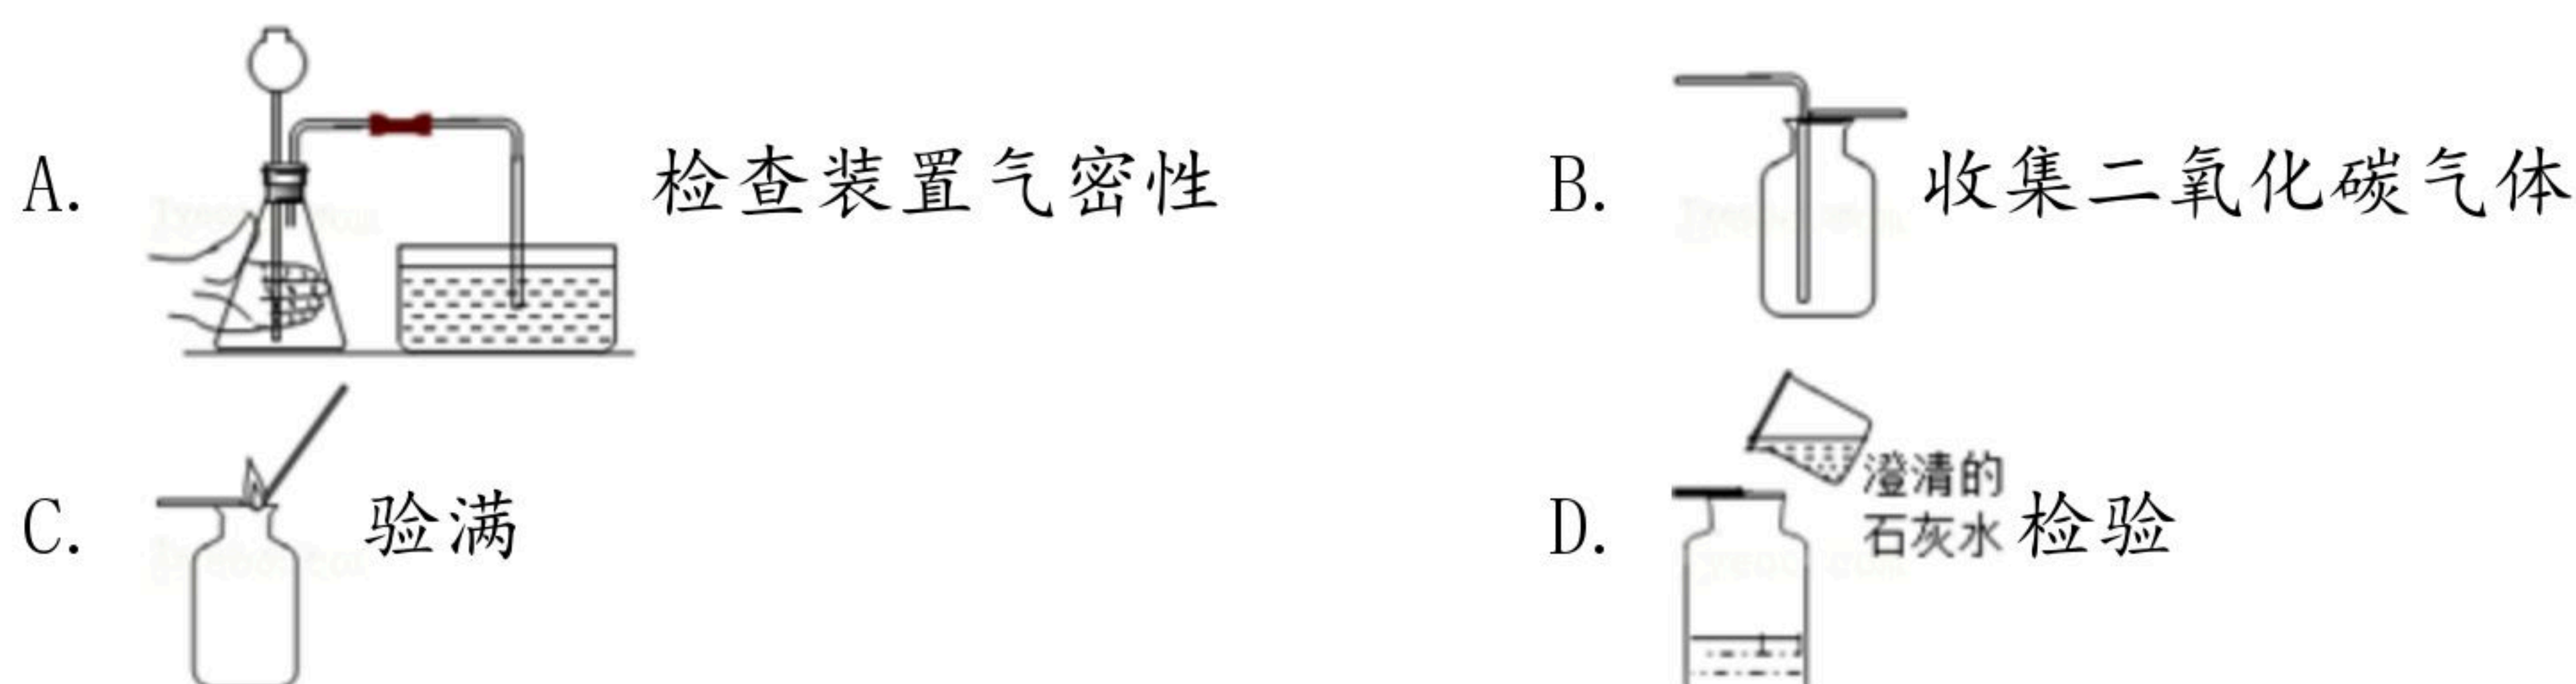 A. 检查装置气密性
B. 收集二氧化碳气体
C. 验满
D. 澄清的
石灰水 检验